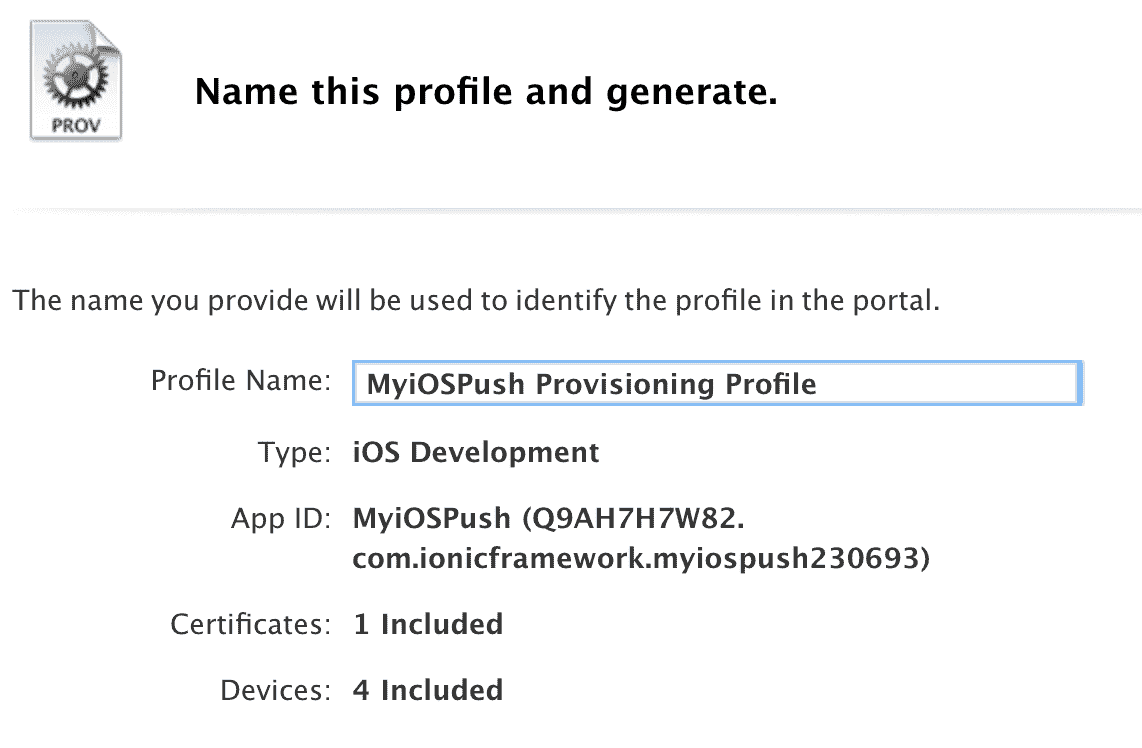 PROV
Name this profile and generate.
The name you provide will be used to identify the profile in the portal.
Profile Name: MyiOSPush Provisioning Profile
Type: iOS Development
App ID: MyiOSPush (Q9AH7H7W82.
com.ionicframework.myiospush230693)
Certificates: 1 Included
Devices: 4 Included